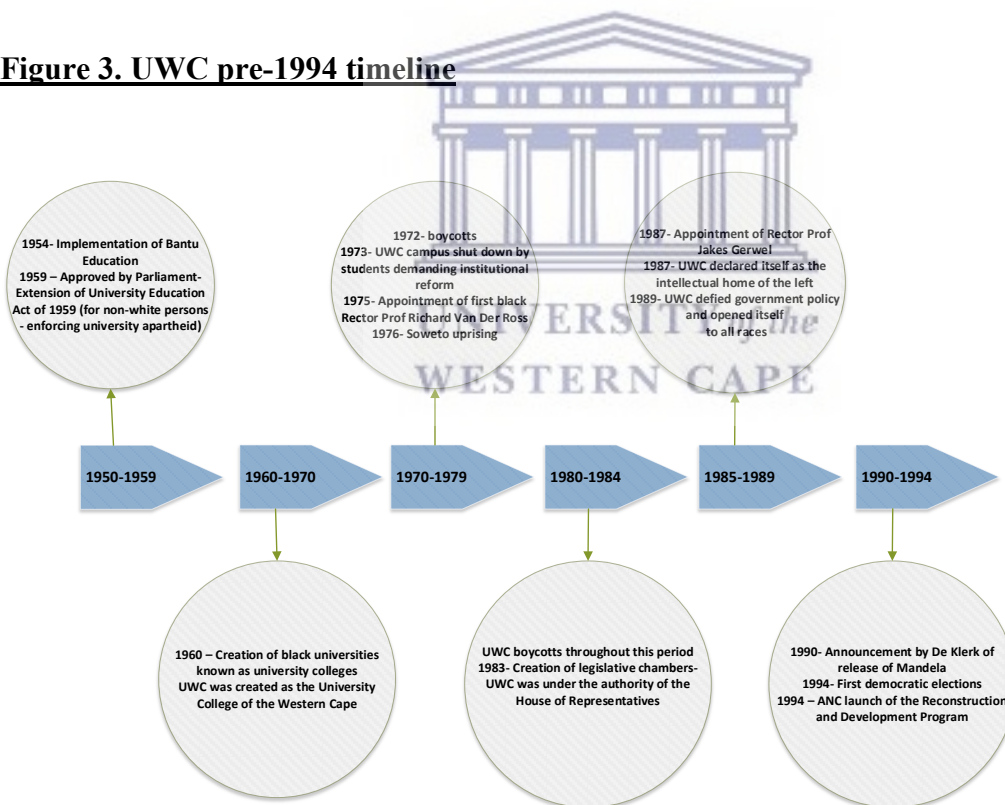 Figure 3. UWC pre-1994 timeline
1954- Implementation of Bantu
Education
1959 – Approved by Parliament-
Extension of University Education
Act of 1959 (for non-white persons
- enforcing university apartheid)
1972- boycotts
1973- UWC campus shut down by
students demanding institutional
reform
1975- Appointment of first black
Rector Prof Richard Van Der Ross
1976- Soweto uprising
1987- Appointment of Rector Prof
Jakes Gerwel
1987- UWC declared itself as the
intellectual home of the left
1989- UWC defied government policy
and opened itself
to all races
UNIVERSITY of the
WESTERN CAPE
1950-1959
1960-1970
1970-1979
1980-1984
1985-1989
1990-1994
1960 – Creation of black universities
known as university colleges
UWC was created as the University
College of the Western Cape
UWC boycotts throughout this period
1983- Creation of legislative chambers-
UWC was under the authority of the
House of Representatives
1990- Announcement by De Klerk of
release of Mandela
1994- First democratic elections
1994 – ANC launch of the Reconstruction
and Development Program